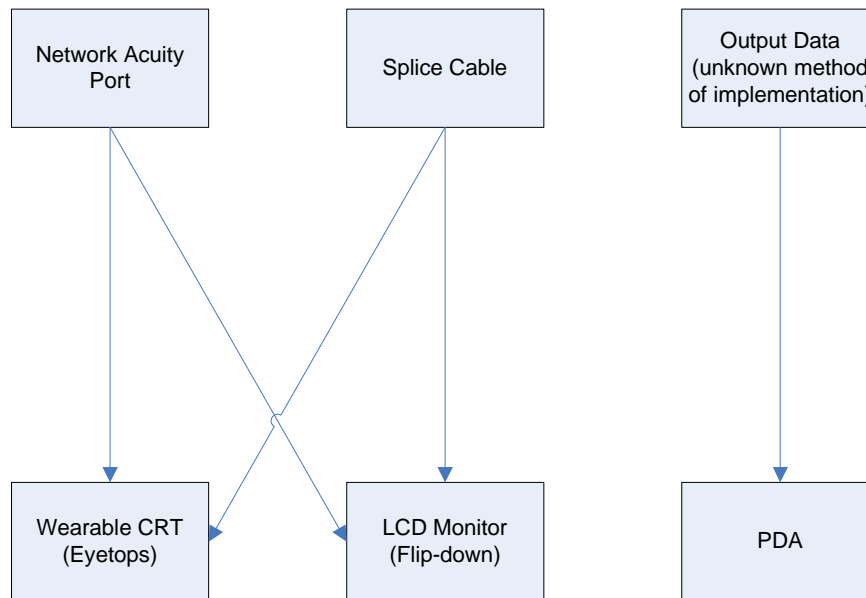 Network Acuity
Port
Splice Cable
Output Data
(unknown method
of implementation)
Wearable CRT
(Eyetops)
LCD Monitor
(Flip-down)
PDA